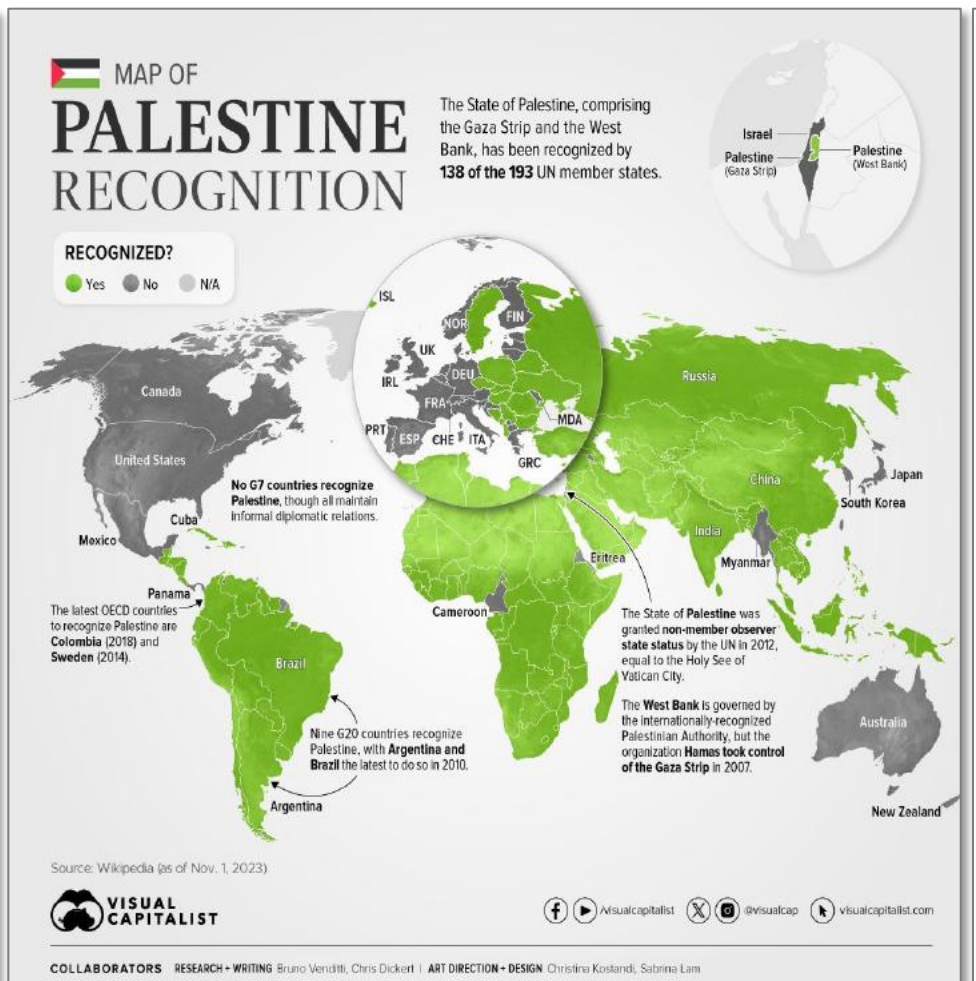 MAP OF
PALESTINE
RECOGNITION
The State of Palestine, comprising
the Gaza Strip and the West
Bank, has been recognized by
138 of the 193 UN member states.
Israel
Palestine
(Gaza Strip)
Palestine
(West Bank)
RECOGNIZED?
Yes
No
N/A
ISL
NOR
FIN
UK
IRL
DEU
FRA
PRT
ESP
CHE
ITA
MDA
GRC
Canada
United States
Russia
No G7 countries recognize
Palestine, though all maintain
informal diplomatic relations.
China
Japan
South Korea
India
Myanmar
Cuba
Mexico
Eritrea
Panama
Cameroon
The latest OECD countries
to recognize Palestine are
Colombia (2018) and
Sweden (2014).
Brazil
The State of Palestine was
granted non-member observer
state status by the UN in 2012,
equal to the Holy See of
Vatican City.
The West Bank is governed by
the internationally-recognized
Palestinian Authority, but the
organization Hamas took control
of the Gaza Strip in 2007.
Australia
Nine G20 countries recognize
Palestine, with Argentina and
Brazil the latest to do so in 2010.
Argentina
New Zealand
Source: Wikipedia (as of Nov. 1, 2023)
VISUAL
CAPITALIST
/visualcapitalist
@visualcap
visualcapitalist.com
COLLABORATORS RESEARCH + WRITING Bruno Venditti, Chris Dickert | ART DIRECTION + DESIGN Christina Kostandi, Sabrina Lam